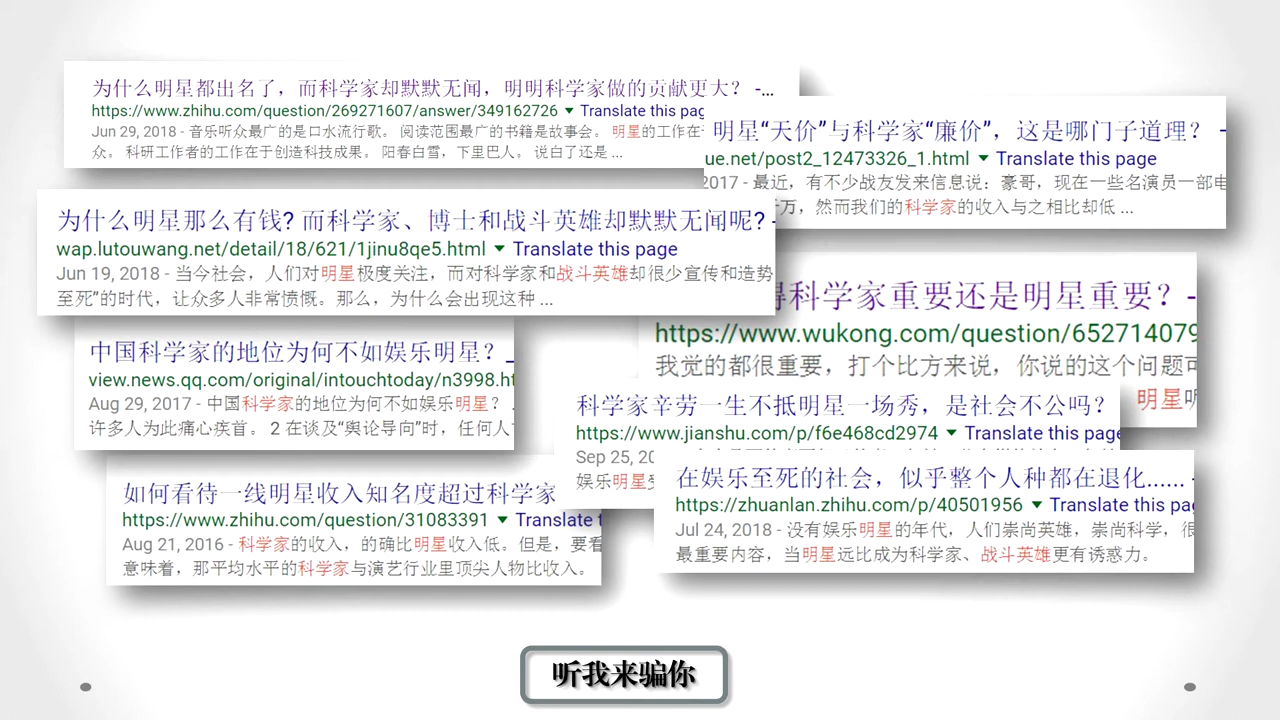 为什么明星都出名了，而科学家却默默无闻，明明科学家做的贡献更大？ -...
https://www.zhihu.com/question/269271607/answer/349162726 ▼ Translate this pag
Jun 29, 2018 - 音乐听众最广的是口水流行歌。 阅读范围最广的书籍是故事会。 明星的工作在于
众。 科研工作者的工作在于创造科技成果。 阳春白雪，下里巴人。 说白了还是 ...
明星“天价”与科学家“廉价”，这是哪门子道理？ -
ue.net/post2_12473326_1.html ▼ Translate this page
2017 - 最近，有不少战友发来信息说：豪哥，现在一些名演员一部电
千万，然而我们的科学家的收入与之相比却低 ...
为什么明星那么有钱? 而科学家、博士和战斗英雄却默默无闻呢? -
wap.lutouwang.net/detail/18/621/1jinu8qe5.html ▼ Translate this page
Jun 19, 2018 - 当今社会，人们对明星极度关注，而对科学家和战斗英雄却很少宣传和造势
至死”的时代，让众多人非常愤慨。那么，为什么会出现这种 ...
得科学家重要还是明星重要？ -
https://www.wukong.com/question/652714079
我觉的都很重要，打个比方来说，你说的这个问题可
明星呢
中国科学家的地位为何不如娱乐明星？_
view.news.qq.com/original/intouchtoday/n3998.ht
Aug 29, 2017 - 中国科学家的地位为何不如娱乐明星？
许多人为此痛心疾首。 2 在谈及“舆论导向”时，任何人
科学家辛劳一生不抵明星一场秀，是社会不公吗？
https://www.jianshu.com/p/f6e468cd2974 ▼ Translate this page
Sep 25, 20
娱乐明星
在娱乐至死的社会，似乎整个人种都在退化...... -
https://zhuanlan.zhihu.com/p/40501956 ▼ Translate this pag
Jul 24, 2018 - 没有娱乐明星的年代，人们崇尚英雄，崇尚科学，很
最重要内容，当明星远比成为科学家、战斗英雄更有诱惑力。
如何看待一线明星收入知名度超过科学家
https://www.zhihu.com/question/31083391 ▼ Translate t
Aug 21, 2016 - 科学家的收入，的确比明星收入低。但是，要看
意味着，那平均水平的科学家与演艺行业里顶尖人物比收入。
听我来骗你